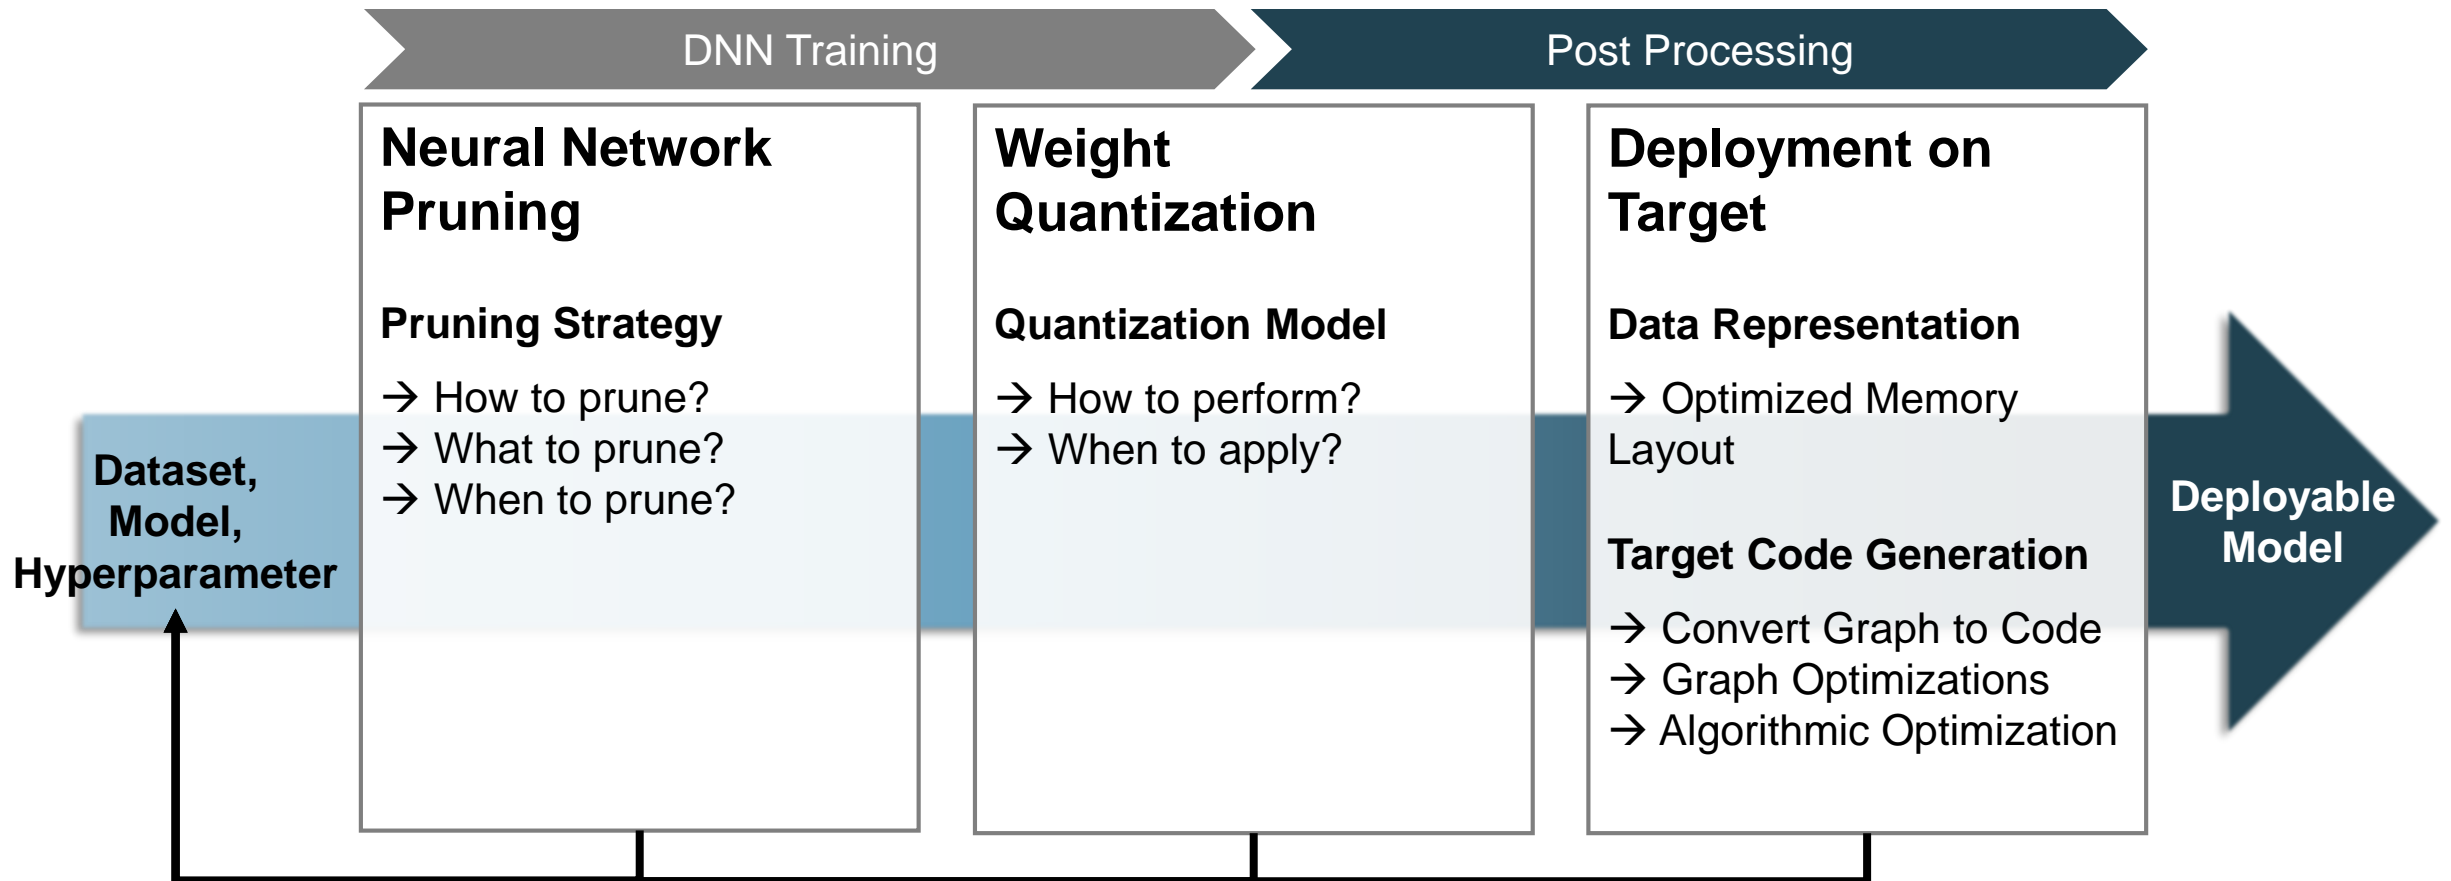 DNN Training
Post Processing
Dataset,
Model,
Hyperparameter
Neural Network
Pruning
Pruning Strategy
→ How to prune?
→ What to prune?
→ When to prune?
Weight
Quantization
Quantization Model
→ How to perform?
→ When to apply?
Deployment on
Target
Data Representation
→ Optimized Memory
Layout
Target Code Generation
→ Convert Graph to Code
→ Graph Optimizations
→ Algorithmic Optimization
Deployable
Model